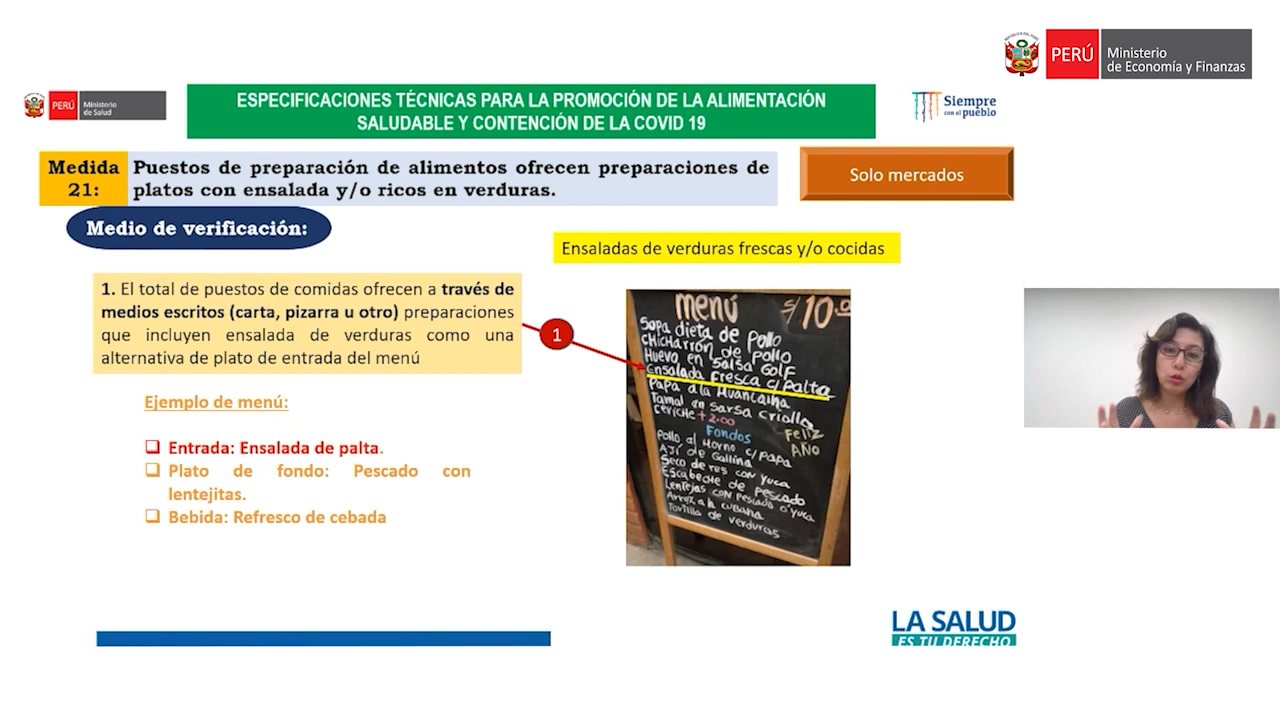 PERÚ
Ministerio
de Economía y Finanzas
PERÚ
Ministerio
de Salud
ESPECIFICACIONES TÉCNICAS PARA LA PROMOCIÓN DE LA ALIMENTACIÓN
SALUDABLE Y CONTENCIÓN DE LA COVID 19
Siempre
con el pueblo
Medida
21:
Puestos de preparación de alimentos ofrecen preparaciones de
platos con ensalada y/o ricos en verduras.
Solo mercados
Medio de verificación:
Ensaladas de verduras frescas y/o cocidas
1. El total de puestos de comidas ofrecen a través de
medios escritos (carta, pizarra u otro) preparaciones
que incluyen ensalada de verduras como una
alternativa de plato de entrada del menú
1
Ejemplo de menú:
Entrada: Ensalada de palta.
Plato de fondo: Pescado con
lentejitas.
Bebida: Refresco de cebada
menú S/10.00
Sopa dieta de pollo
Chicharrón de pollo
Huevo en salsa Golf
Ensalada Fresca c/palta
Papa a la Huancaina
Tamal en sarsa criolla
Ceviche +2.00
Fondos
Feliz
AÑO
Pollo al Horno c/papa
Ají de Gallina
Seco de res con yuca
Escabeche de pescado
Lentejas con pescado o yuca
Arroz a la cubana
Tortilla de verduras
LA SALUD
ES TU DERECHO